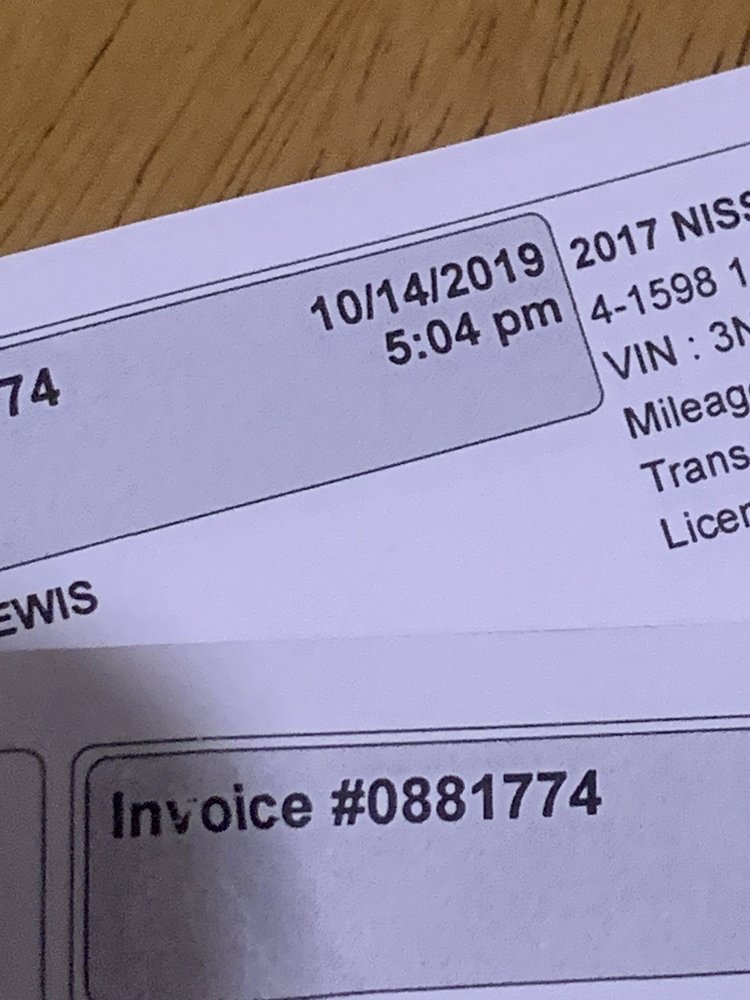 10/14/2019
5:04 pm
74
2017 NISS
4-1598 1
VIN : 3N
Mileag
Trans
Licen
EWIS
Invoice #0881774